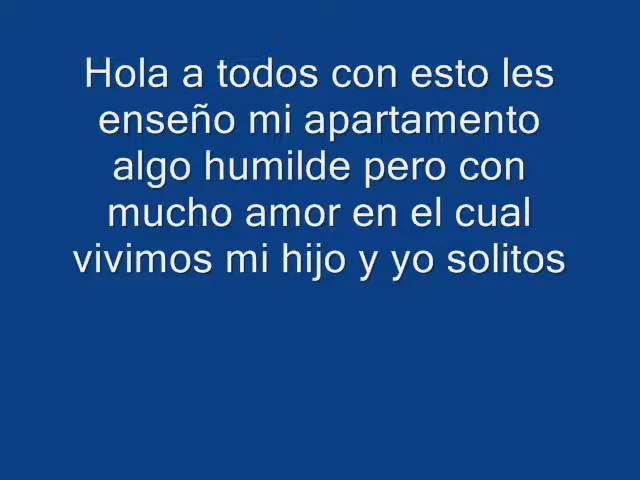 Hola a todos con esto les
enseño mi apartamento
algo humilde pero con
mucho amor en el cual
vivimos mi hijo y yo solitos